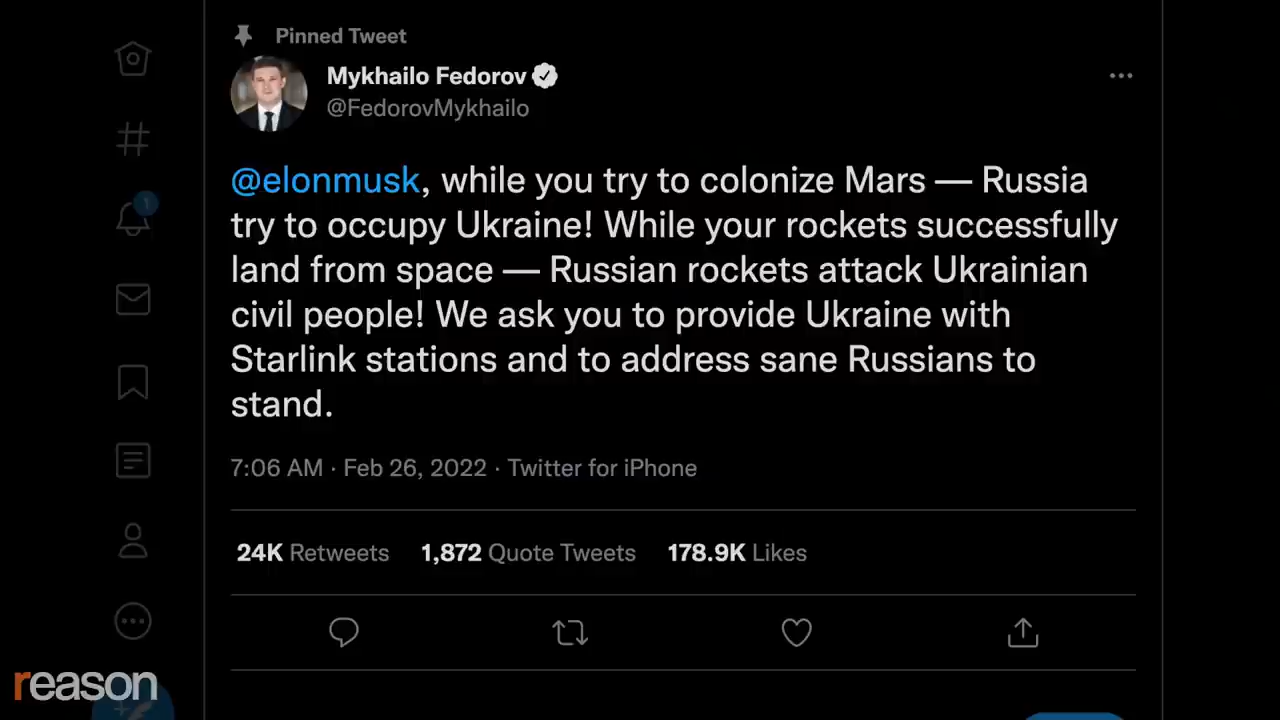 Pinned Tweet
Mykhailo Fedorov
@FedorovMykhailo
1
@elonmusk, while you try to colonize Mars — Russia
try to occupy Ukraine! While your rockets successfully
land from space — Russian rockets attack Ukrainian
civil people! We ask you to provide Ukraine with
Starlink stations and to address sane Russians to
stand.
7:06 AM · Feb 26, 2022 · Twitter for iPhone
24K Retweets 1,872 Quote Tweets 178.9K Likes
reason